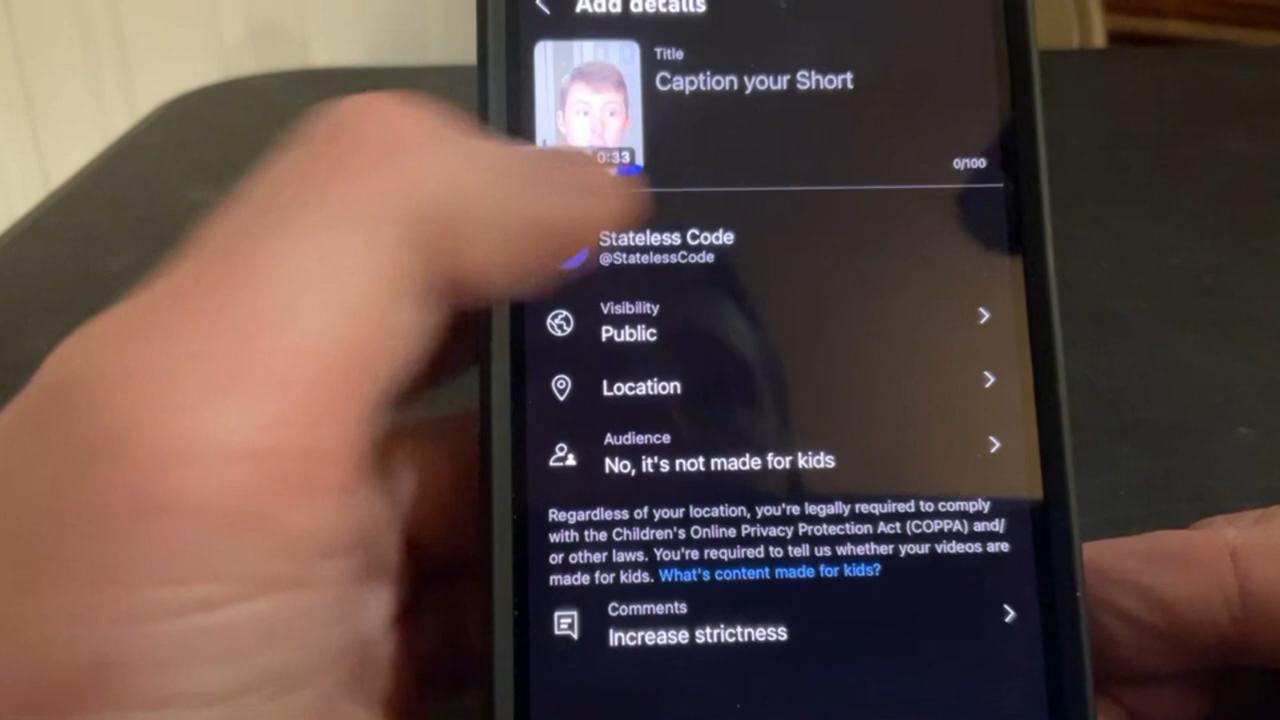 Add details
Title
Caption your Short
0:33
0/100
Stateless Code
@StatelessCode
Visibility
Public
Location
Audience
No, it's not made for kids
Regardless of your location, you're legally required to comply
with the Children's Online Privacy Protection Act (COPPA) and/
or other laws. You're required to tell us whether your videos are
made for kids. What's content made for kids?
Comments
Increase strictness